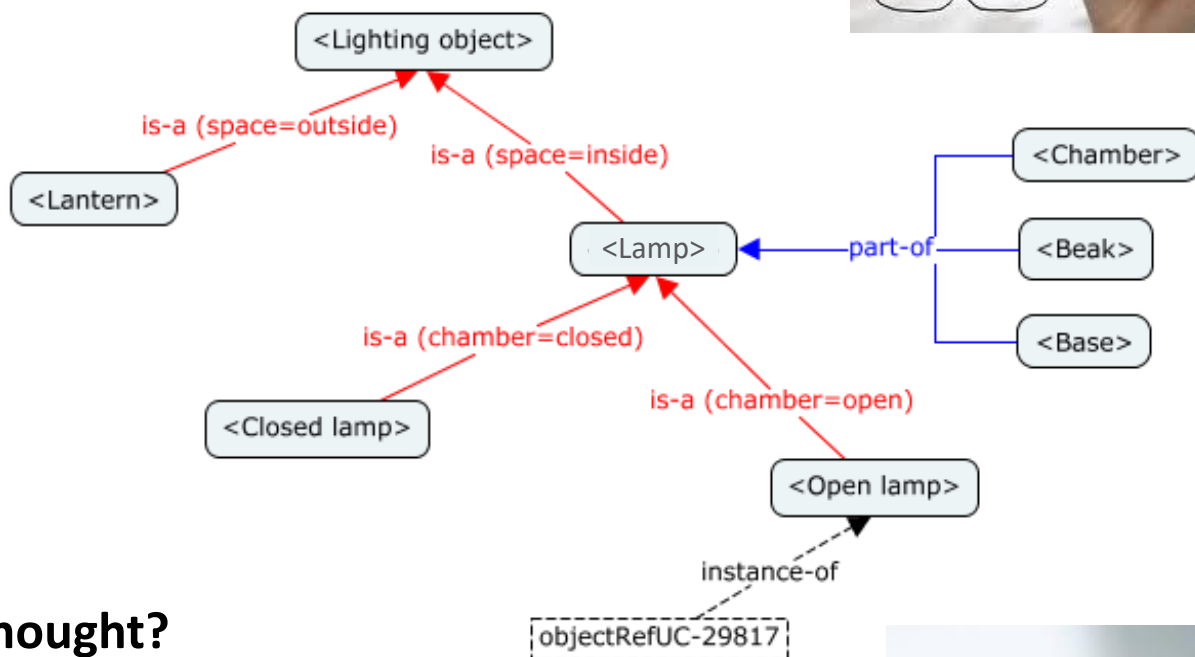 <Lighting object>
is-a (space=outside)
is-a (space=inside)
<Chamber>
<Lantern>
<Lamp>
part-of
<Beak>
is-a (chamber=closed)
<Base>
is-a (chamber=open)
<Closed lamp>
<Open lamp>
instance-of
nought?
objectRefUC-29817